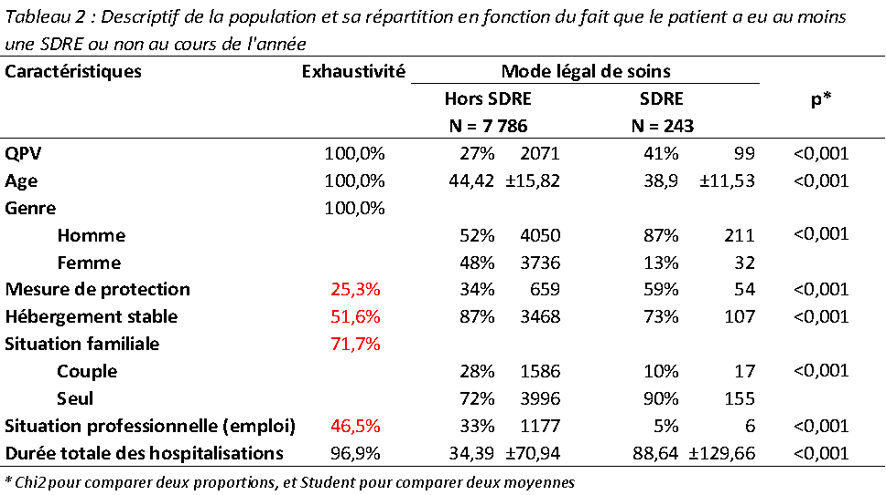 Tableau 2 : Descriptif de la population et sa répartition en fonction du fait que le patient a eu au moins
une SDRE ou non au cours de l'année
Caractéristiques Exhaustivité Mode légal de soins
Hors SDRE SDRE p*
N = 7 786 N = 243
QPV 100,0% 27% 2071 41% 99 <0,001
Age 100,0% 44,42 ±15,82 38,9 ±11,53 <0,001
Genre 100,0%
Homme 52% 4050 87% 211 <0,001
Femme 48% 3736 13% 32
Mesure de protection 25,3% 34% 659 59% 54 <0,001
Hébergement stable 51,6% 87% 3468 73% 107 <0,001
Situation familiale 71,7%
Couple 28% 1586 10% 17 <0,001
Seul 72% 3996 90% 155
Situation professionnelle (emploi) 46,5% 33% 1177 5% 6 <0,001
Durée totale des hospitalisations 96,9% 34,39 ±70,94 88,64 ±129,66 <0,001
* Chi2 pour comparer deux proportions, et Student pour comparer deux moyennes